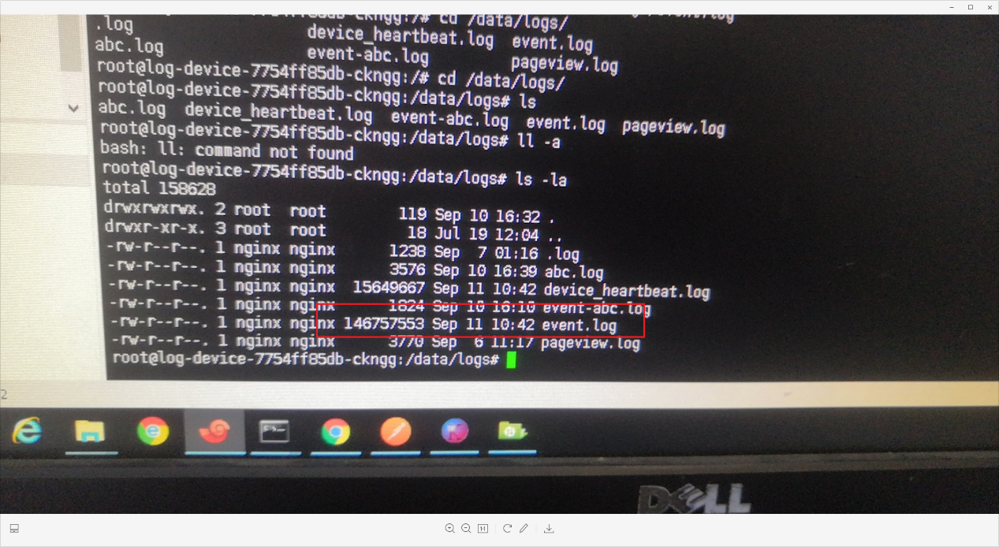 root@log-device-7754ff85db-ckngg:/# cd /data/logs/
.log
device_heartbeat.log event.log
abc.log
event-abc.log pageview.log
root@log-device-7754ff85db-ckngg:/# cd /data/logs/
root@log-device-7754ff85db-ckngg:/data/logs# ls
abc.log device_heartbeat.log event-abc.log event.log pageview.log
root@log-device-7754ff85db-ckngg:/data/logs# ll -a
bash: ll: command not found
root@log-device-7754ff85db-ckngg:/data/logs# ls -la
total 158628
drwxrwxrwx. 2 root root 119 Sep 10 16:32 .
drwxr-xr-x. 3 root root 18 Jul 19 12:04 ..
-rw-r--r--. 1 nginx nginx 1238 Sep 7 01:16 .log
-rw-r--r--. 1 nginx nginx 3576 Sep 10 16:39 abc.log
-rw-r--r--. 1 nginx nginx 15649667 Sep 11 10:42 device_heartbeat.log
-rw-r--r--. 1 nginx nginx 1824 Sep 10 16:10 event-abc.log
-rw-r--r--. 1 nginx nginx 146757553 Sep 11 10:42 event.log
-rw-r--r--. 1 nginx nginx 3770 Sep 6 11:17 pageview.log
root@log-device-7754ff85db-ckngg:/data/logs#
2
DELL
1:1